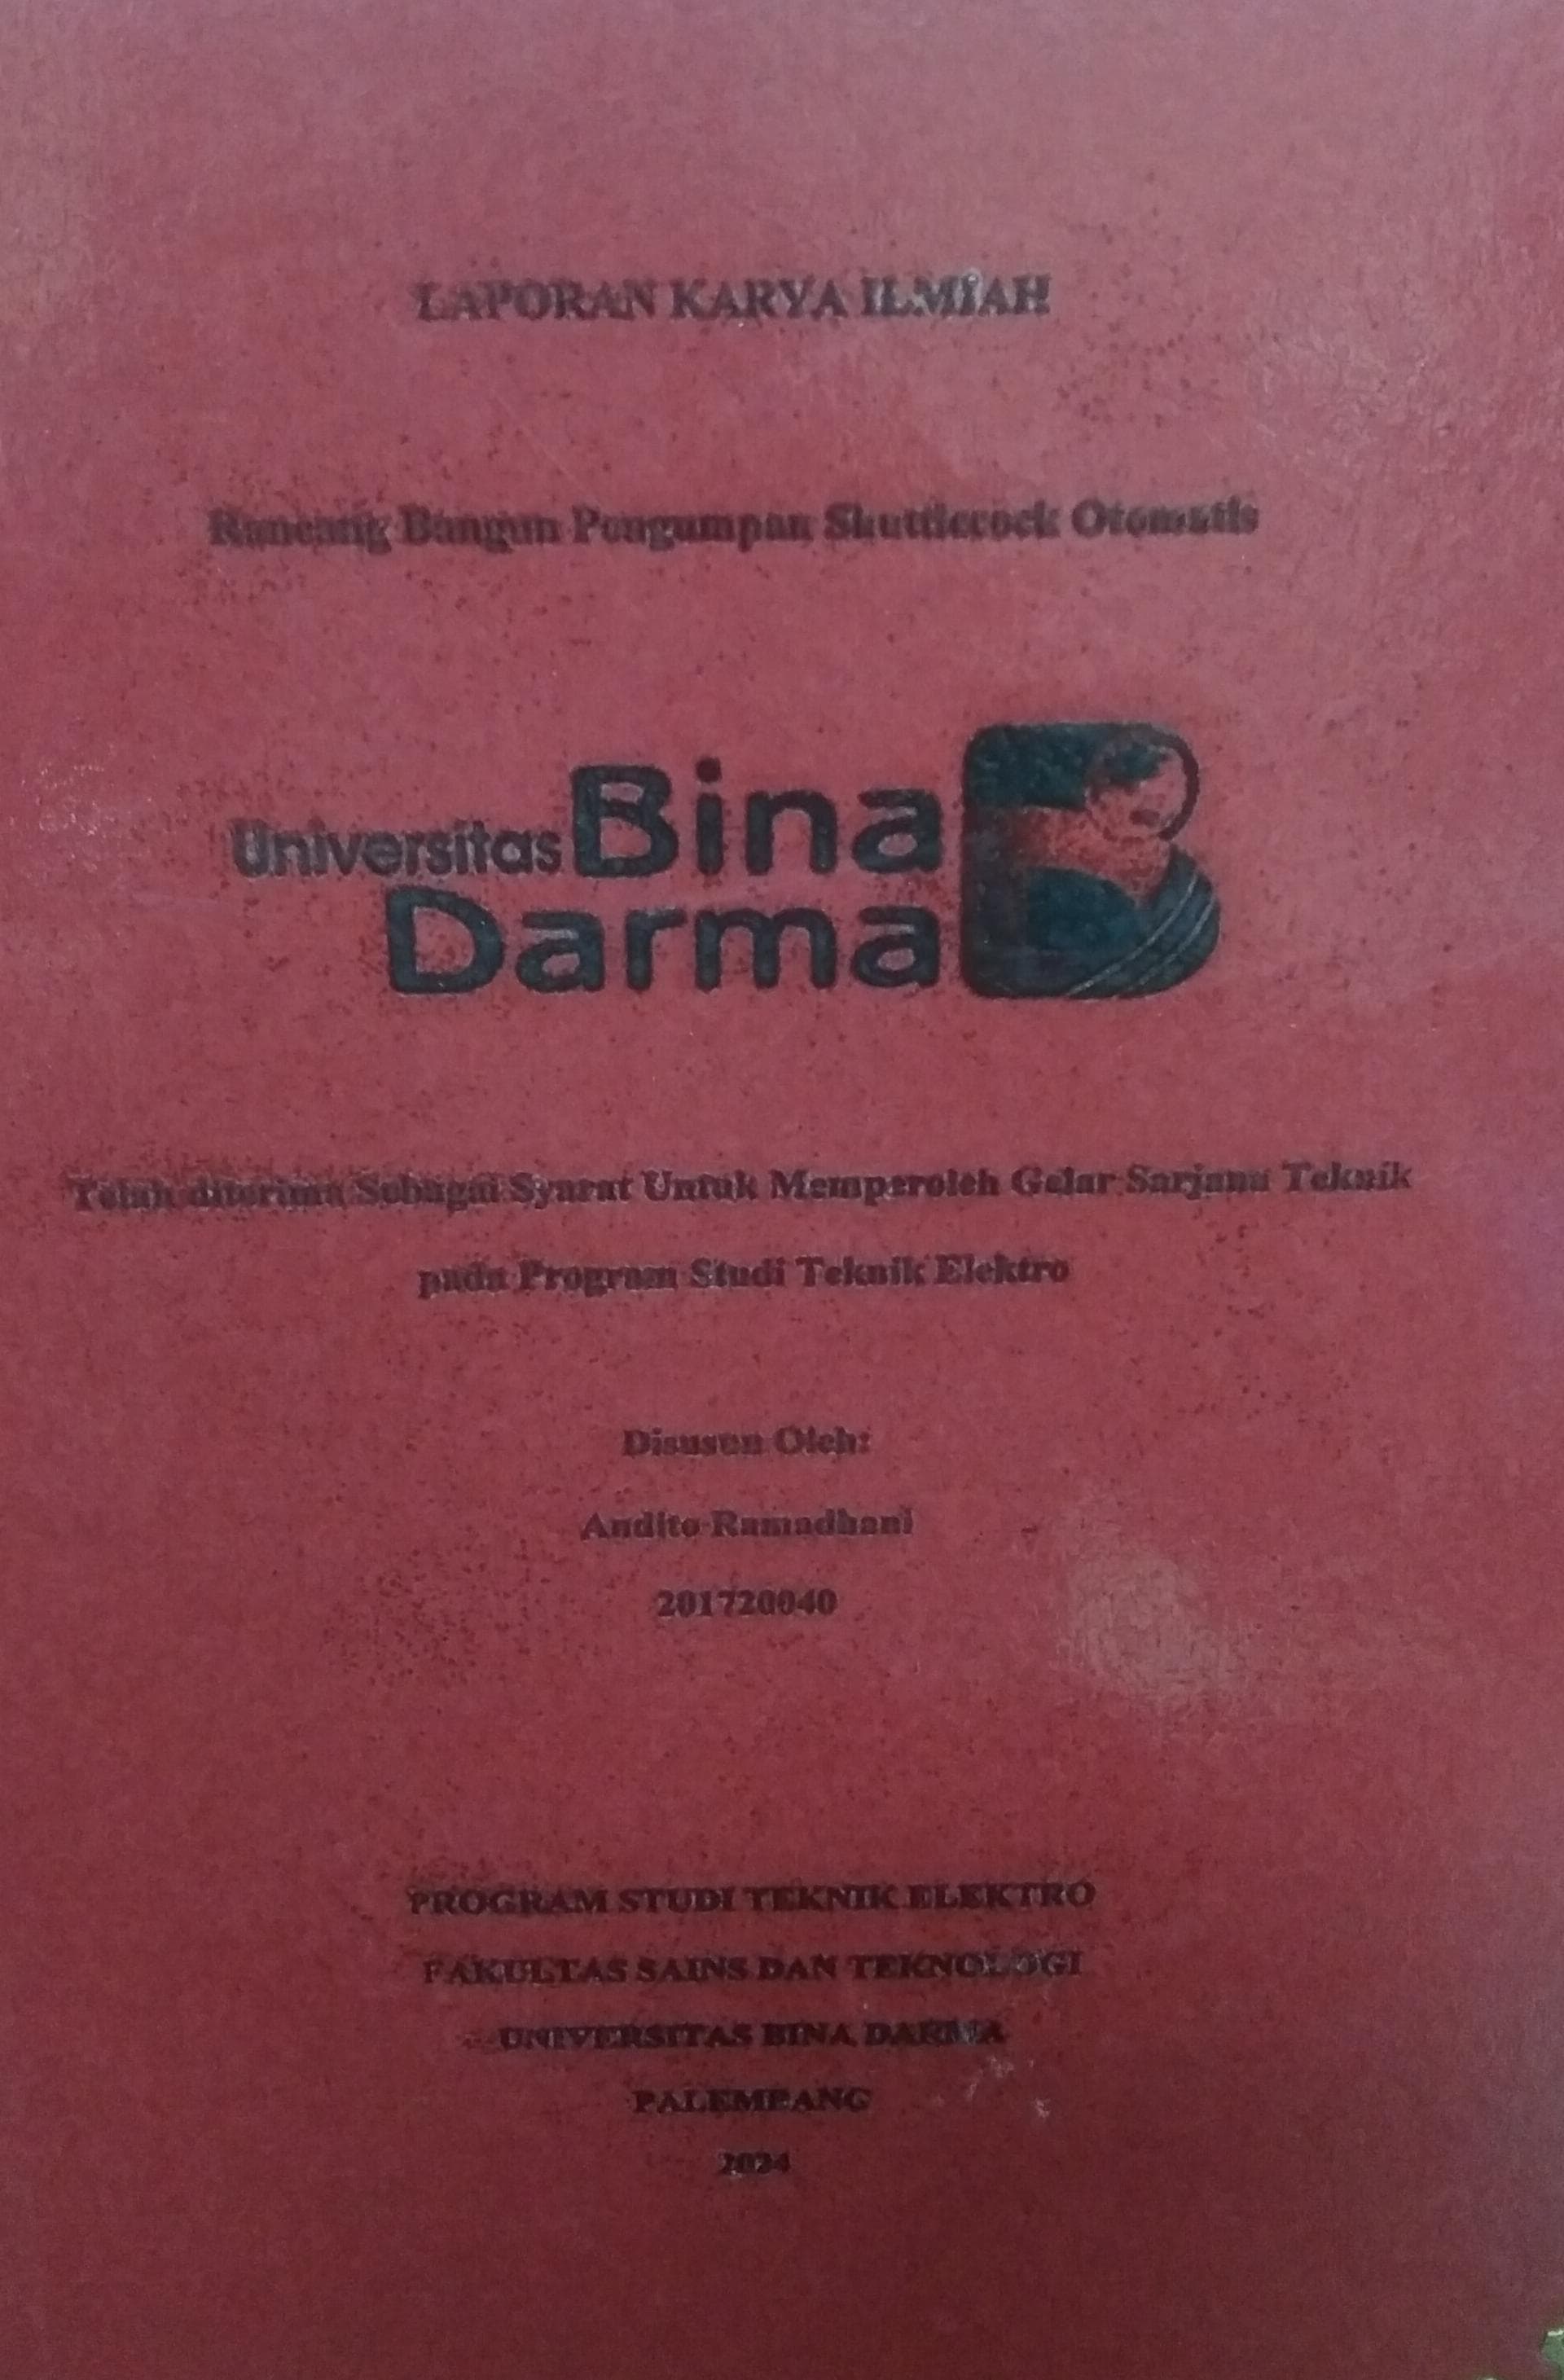 LAPORAN KARYA ILMIAH
Rancang Bangun Pengumpan Shuttlecock Otomatis
Universitas Bina
Darma
Telah diterima Sebagai Syarat Untuk Memperoleh Gelar Sarjana Teknik
pada Program Studi Teknik Elektro
Disusun Oleh:
Andito Ramadhani
201720040
PROGRAM STUDI TEKNIK ELEKTRO
FAKULTAS SAINS DAN TEKNOLOGI
UNIVERSITAS BINA DARMA
PALEMBANG
2024